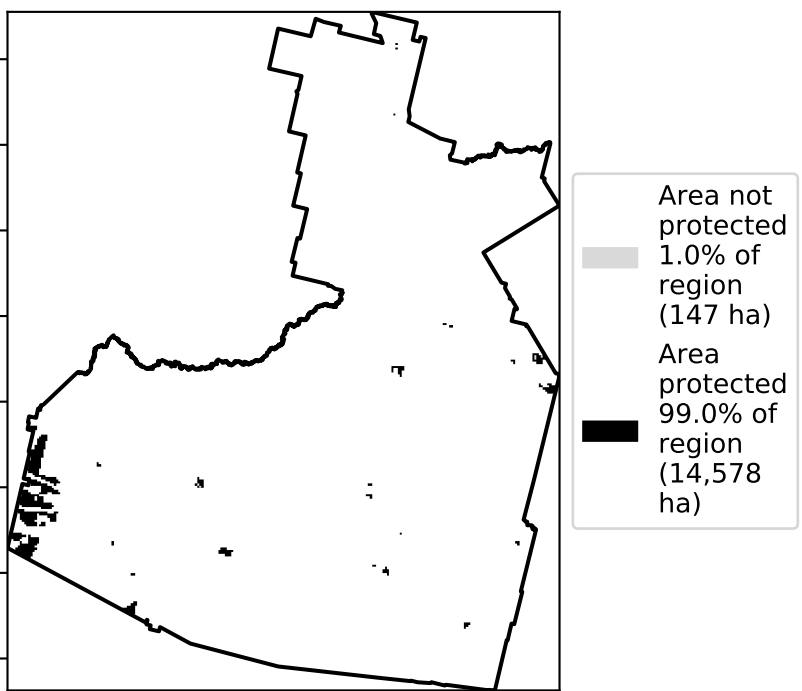 Area not
protected
1.0% of
region
(147 ha)
Area
protected
99.0% of
region
(14,578
ha)